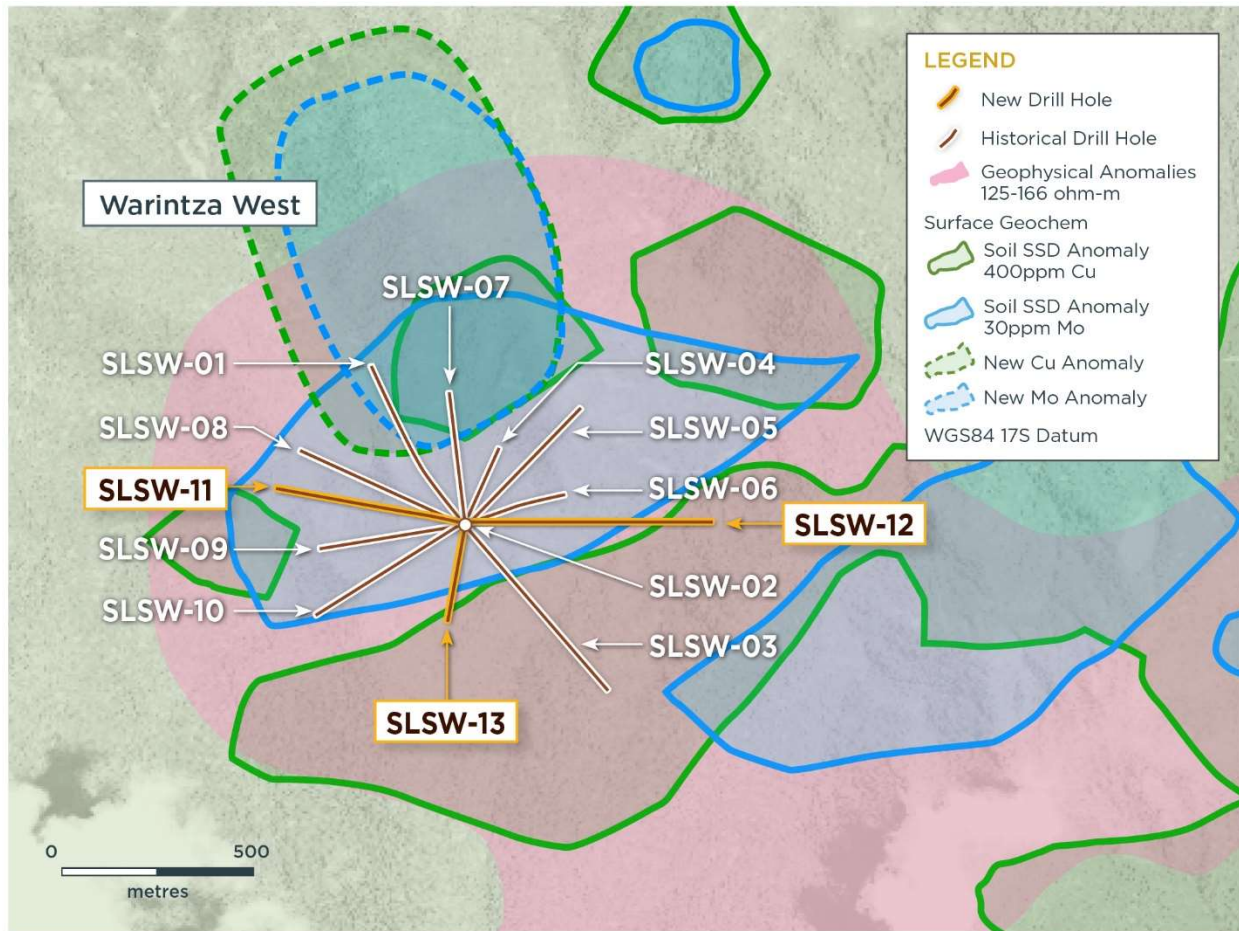 LEGEND
New Drill Hole
Historical Drill Hole
Geophysical Anomalies
125-166 ohm-m
Surface Geochem
Soil SSD Anomaly
400ppm Cu
Soil SSD Anomaly
30ppm Mo
New Cu Anomaly
New Mo Anomaly
WGS84 17S Datum
Warintza West
SLSW-07
SLSW-01
SLSW-04
SLSW-08
SLSW-05
SLSW-11
SLSW-06
SLSW-12
SLSW-09
SLSW-02
SLSW-10
SLSW-03
SLSW-13
0 500
metres